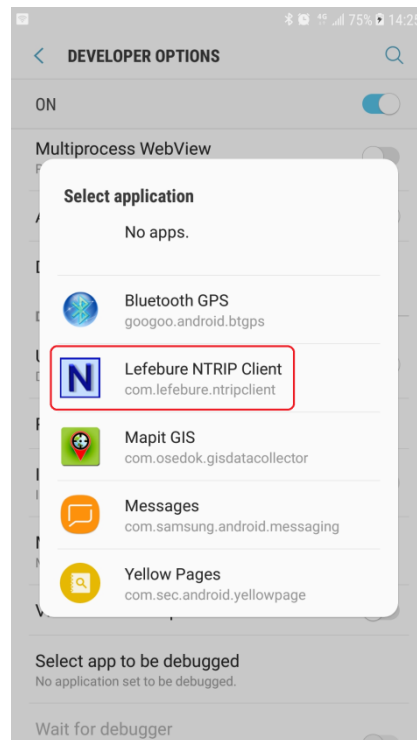 75% 14:25
DEVELOPER OPTIONS
ON
Multiprocess WebView
Select application
No apps.
Bluetooth GPS
googoo.android.btgps
Lefebure NTRIP Client
com.lefebure.ntripclient
N
Mapit GIS
com.osedok.gisdatacollector
Messages
com.samsung.android.messaging
Yellow Pages
com.sec.android.yellowpage
Select app to be debugged
No application set to be debugged.
Wait for debugger